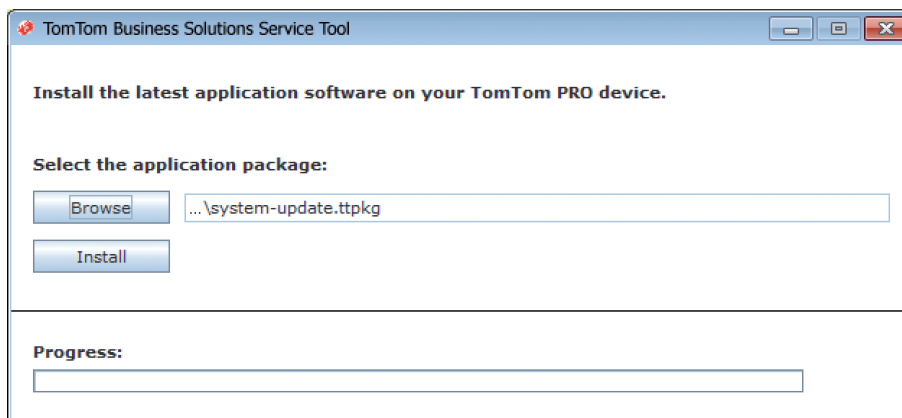 TomTom Business Solutions Service Tool
Install the latest application software on your TomTom PRO device.
Select the application package:
Browse
...\system-update.ttpkg
Install
Progress: